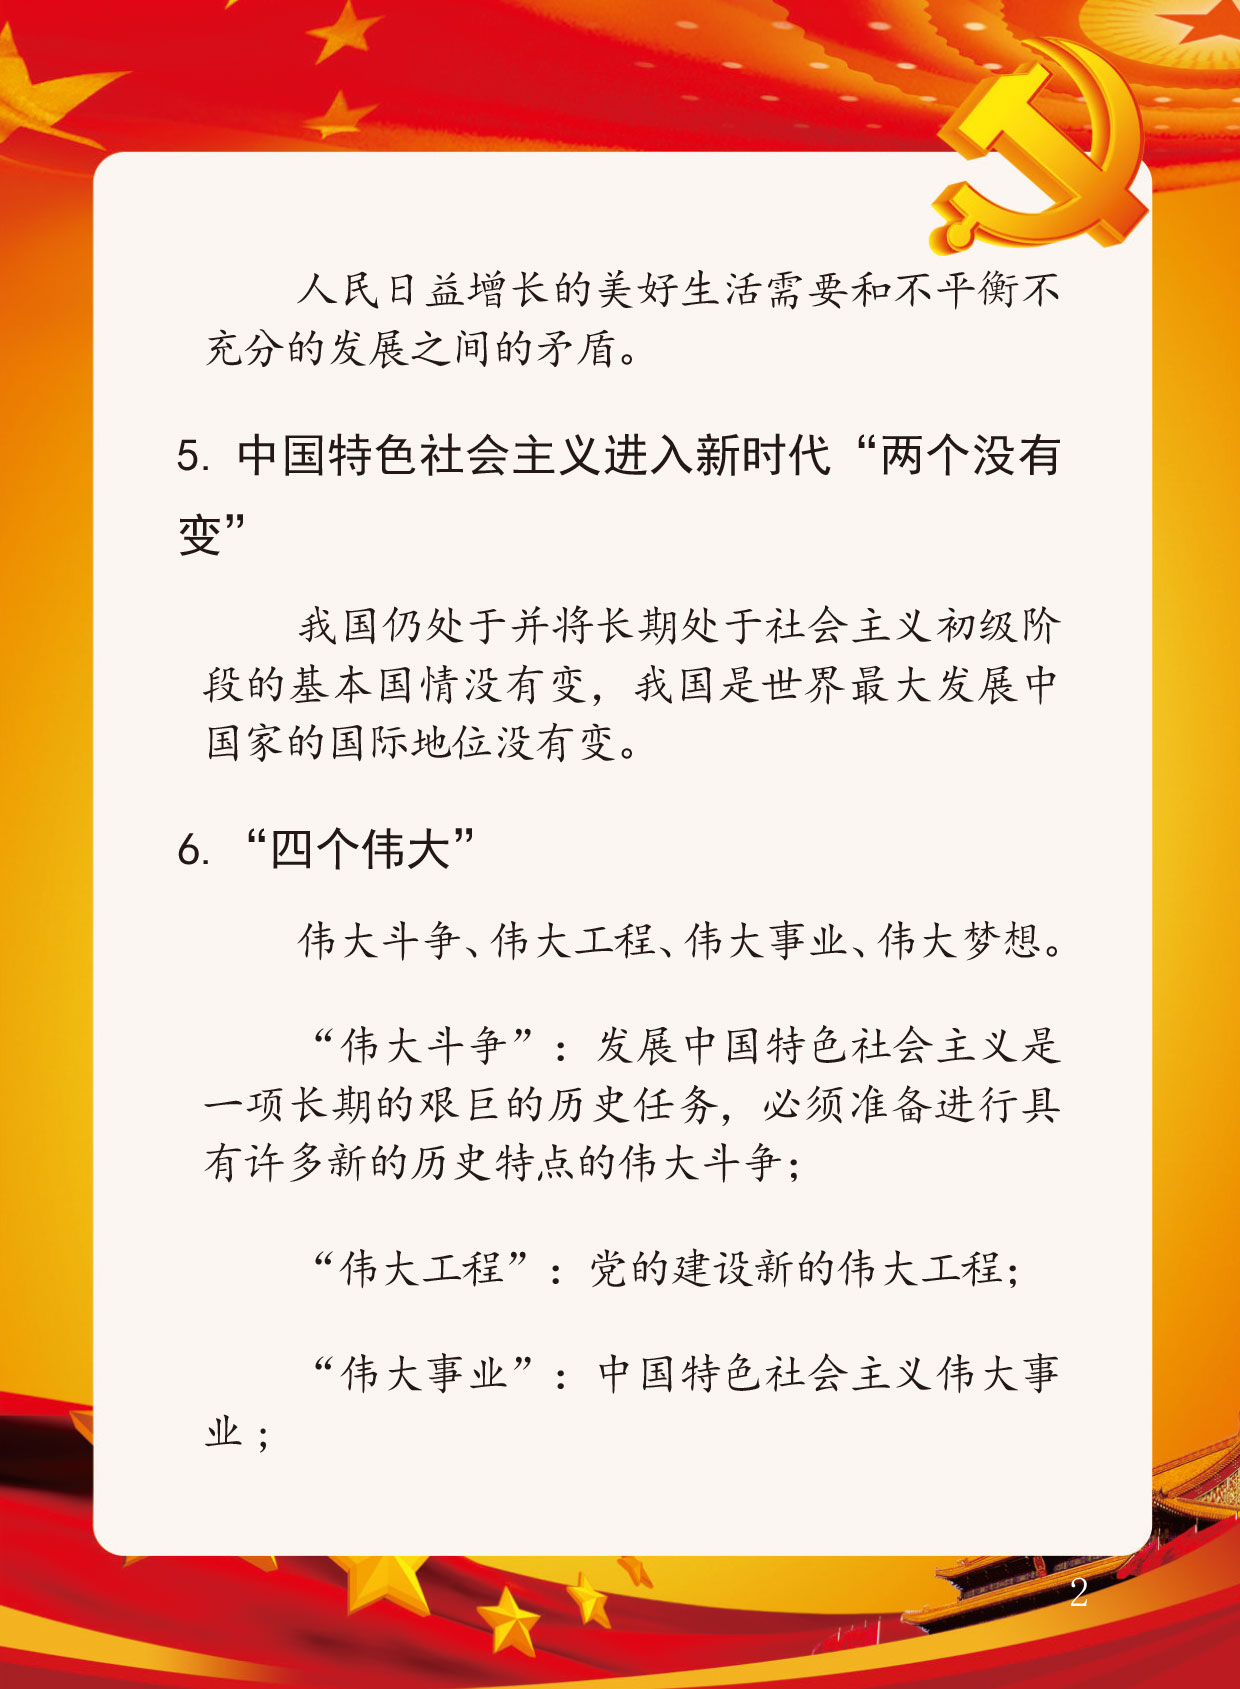 人民日益增长的美好生活需要和不平衡不
充分的发展之间的矛盾。
5. 中国特色社会主义进入新时代“两个没有
变”
我国仍处于并将长期处于社会主义初级阶
段的基本国情没有变，我国是世界最大发展中
国家的国际地位没有变。
6. “四个伟大”
伟大斗争、伟大工程、伟大事业、伟大梦想。
“伟大斗争”：发展中国特色社会主义是
一项长期的艰巨的历史任务，必须准备进行具
有许多新的历史特点的伟大斗争；
“伟大工程”：党的建设新的伟大工程；
“伟大事业”：中国特色社会主义伟大事
业；
2